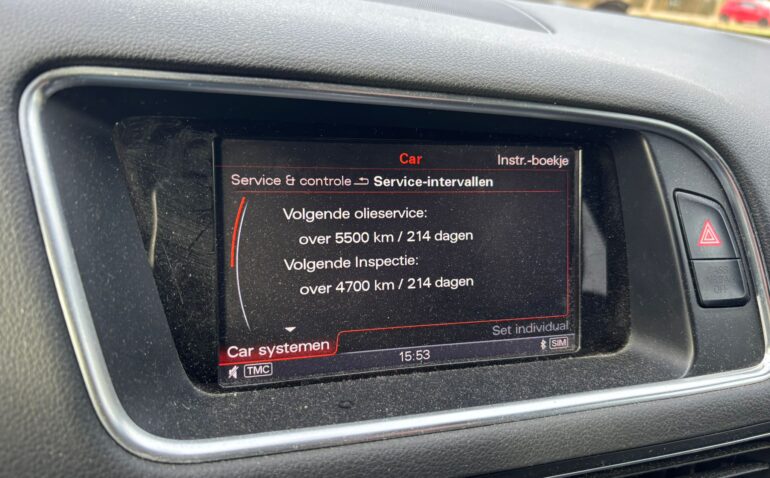 Car
Instr.-boekje
Service & controle Service-intervallen
Volgende olieservice:
over 5500 km / 214 dagen
Volgende Inspectie:
over 4700 km / 214 dagen
Set individual
Car systemen
TMC
15:53
SIM